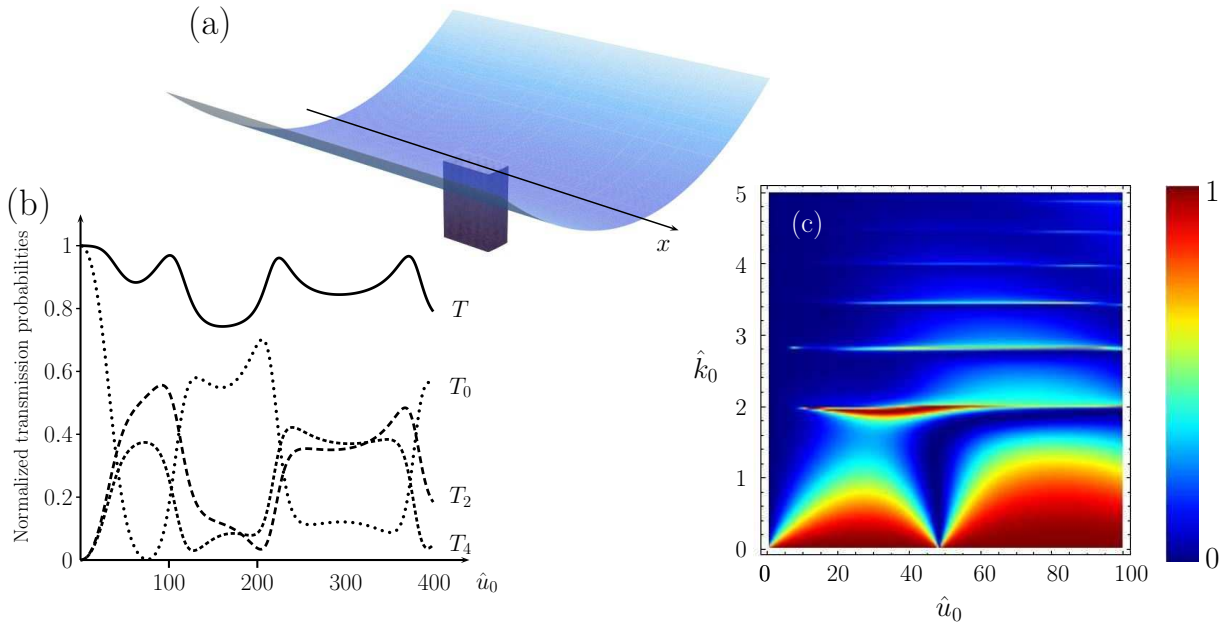 (a)
x
(b)
Normalized transmission probabilities
1
0.8
0.6
0.4
0.2
0
100
200
300
400
û₀
T
T₀
T₂
T₄
(c)
5
4
3
2
1
0
k̂₀
0
20
40
60
80
100
û₀
1
0